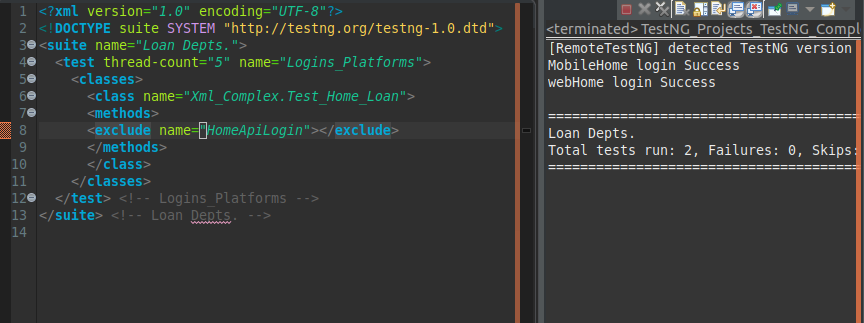 1 <?xml version="1.0" encoding="UTF-8"?>
2 <!DOCTYPE suite SYSTEM "http://testng.org/testng-1.0.dtd">
3 <suite name="Loan Depts.">
4 <test thread-count="5" name="Logins_Platforms">
5 <classes>
6 <class name="Xml_Complex.Test_Home_Loan">
7 <methods>
8 <exclude name="HomeApiLogin"></exclude>
9 </methods>
10 </class>
11 </classes>
12 </test> <!-- Logins_Platforms -->
13 </suite> <!-- Loan Depts. -->
14
<terminated> TestNG_Projects_TestNG_Compl
[RemoteTestNG] detected TestNG version
MobileHome login Success
webHome login Success
===============================================
Loan Depts.
Total tests run: 2, Failures: 0, Skips:
===============================================